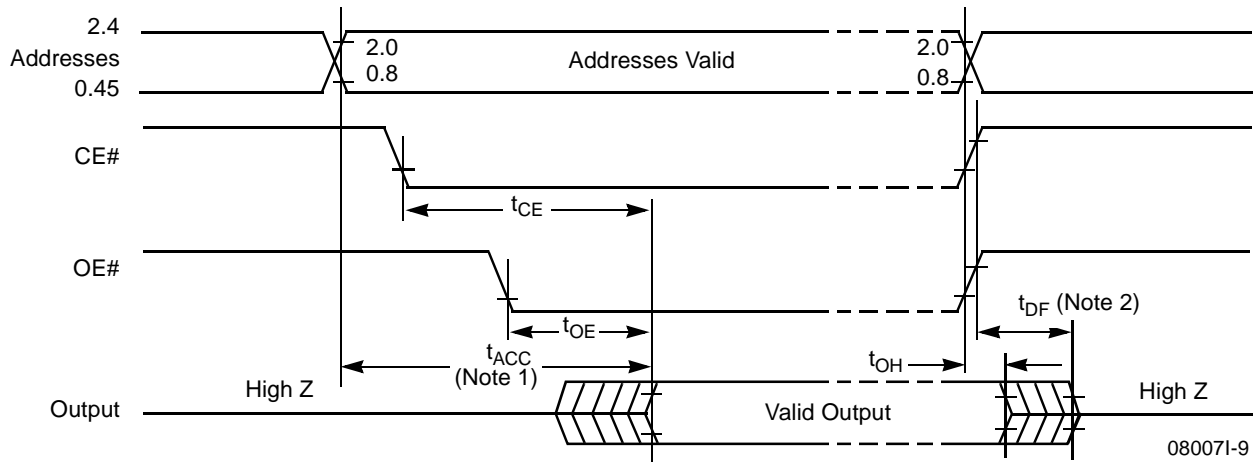 2.4
Addresses
0.45
2.0
0.8
Addresses Valid
2.0
0.8
CE#
tCE
OE#
tOE
tDF (Note 2)
tACC
(Note 1)
tOH
High Z
High Z
Output
Valid Output
08007I-9